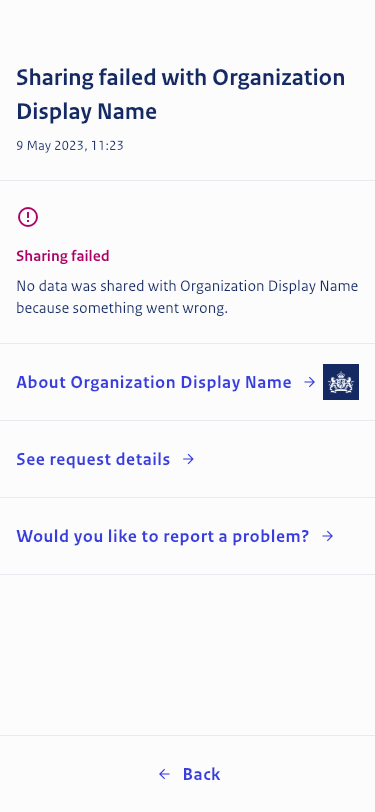 Sharing failed with Organization
Display Name
9 May 2023, 11:23
Sharing failed
No data was shared with Organization Display Name
because something went wrong.
About Organization Display Name
See request details
Would you like to report a problem?
Back